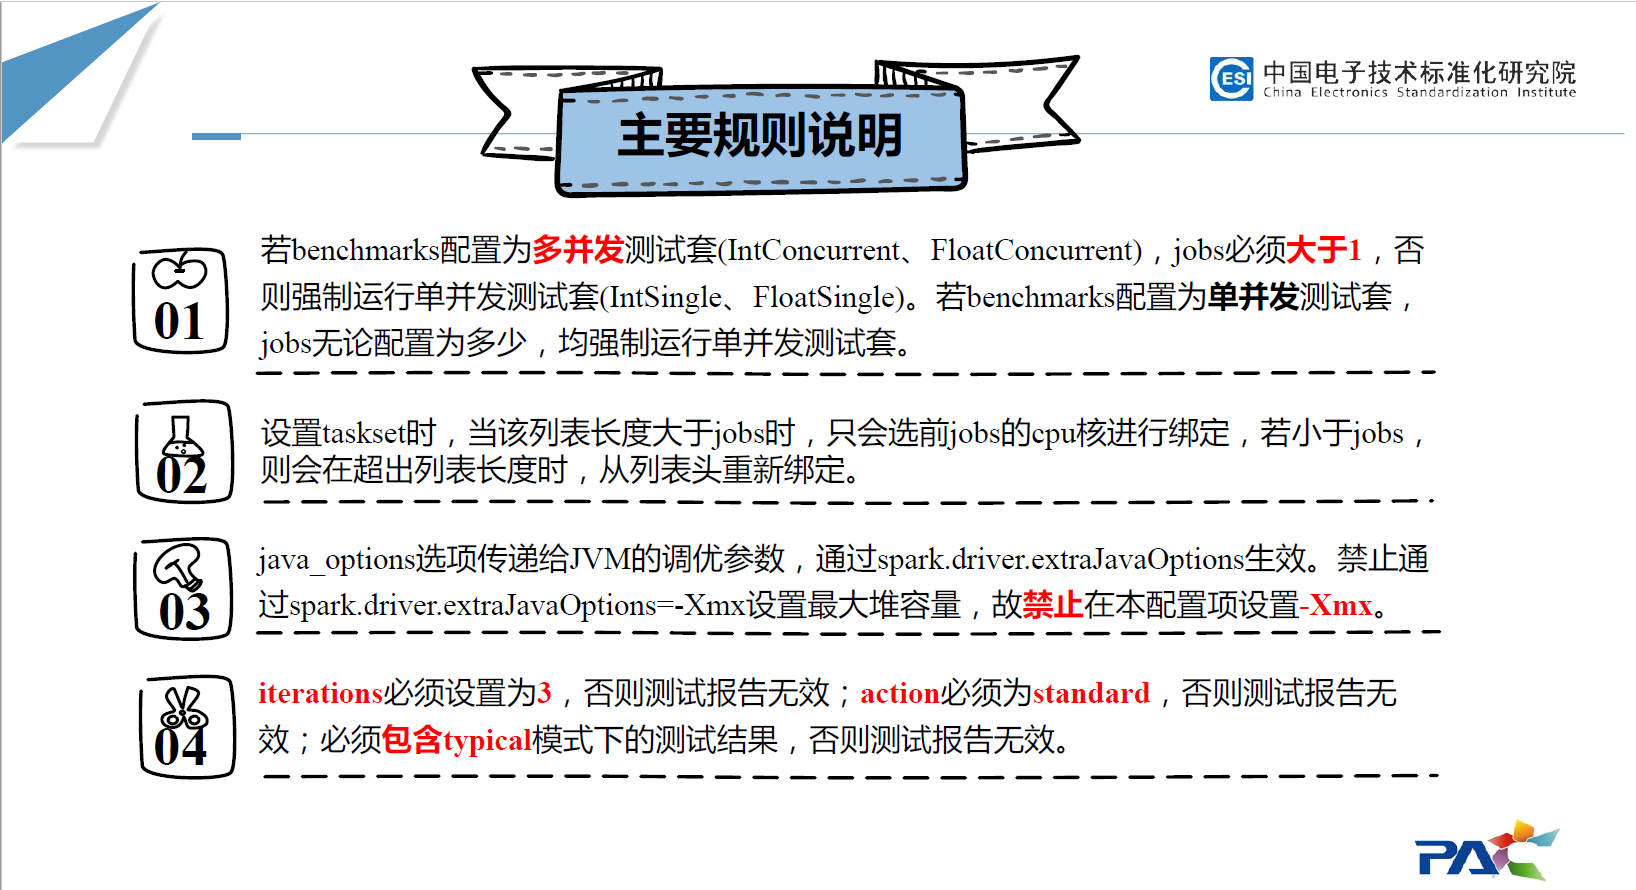 CESI 中国电子技术标准化研究院
China Electronics Standardization Institute
主要规则说明
01
若benchmarks配置为多并发测试套(IntConcurrent、FloatConcurrent)，jobs必须大于1，否
则强制运行单并发测试套(IntSingle、FloatSingle)。若benchmarks配置为单并发测试套，
jobs无论配置为多少，均强制运行单并发测试套。
02
设置taskset时，当该列表长度大于jobs时，只会选前jobs的cpu核进行绑定，若小于jobs，
则会在超出列表长度时，从列表头重新绑定。
03
java_options选项传递给JVM的调优参数，通过spark.driver.extraJavaOptions生效。禁止通
过spark.driver.extraJavaOptions=-Xmx设置最大堆容量，故禁止在本配置项设置-Xmx。
04
iterations必须设置为3，否则测试报告无效；action必须为standard，否则测试报告无
效；必须包含typical模式下的测试结果，否则测试报告无效。
PAC